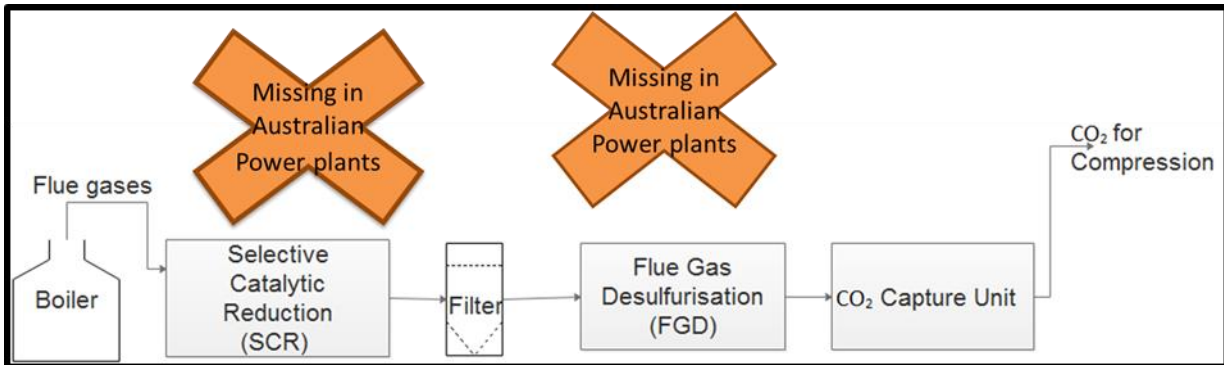 Missing in
Australian
Power plants
Missing in
Australian
Power plants
CO₂ for
Compression
Flue gases
Boiler
Selective
Catalytic
Reduction
(SCR)
Filter
Flue Gas
Desulfurisation
(FGD)
CO₂ Capture Unit